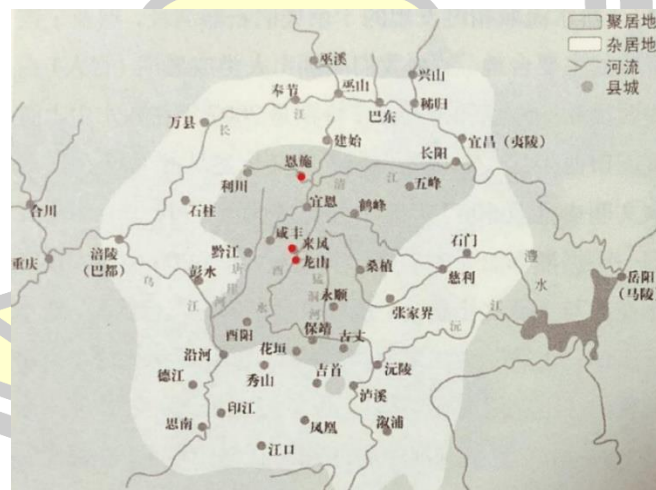 聚居地
杂居地
河流
县城
巫溪
兴山
奉节
巫山
巴东
秭归
万县
长
江
建始
宜昌（夷陵）
恩施
长阳
利川
清
江
五峰
石柱
宣恩
鹤峰
合川
咸丰
来凤
石门
涪陵
（巴都）
黔江
龙山
桑植
慈利
澧
水
重庆
彭水
唐
河
酉
水
猛
洞
河
永顺
张家界
岳阳
（马陵）
乌
江
酉阳
保靖
古丈
沅
江
沿河
花垣
秀山
吉首
沅陵
德江
泸溪
印江
凤凰
溆浦
思南
江口